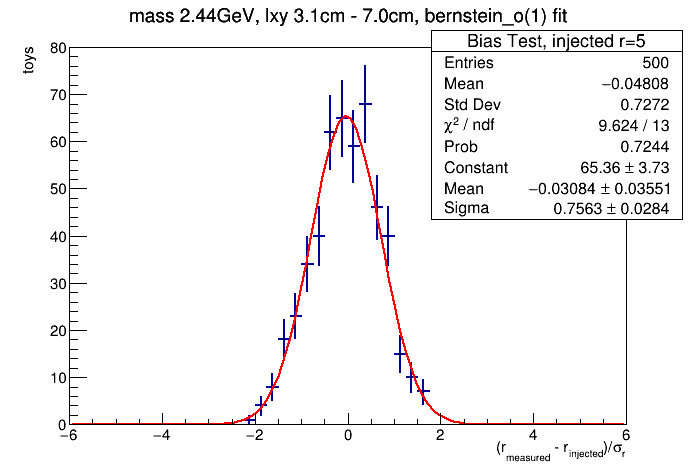 mass 2.44GeV, lxy 3.1cm - 7.0cm, bernstein_o(1) fit
Bias Test, injected r=5
Entries 500
Mean −0.04808
Std Dev 0.7272
χ² / ndf 9.624 / 13
Prob 0.7244
Constant 65.36 ± 3.73
Mean −0.03084 ± 0.03551
Sigma 0.7563 ± 0.0284
toys
80
70
60
50
40
30
20
10
0
−6 −4 −2 0 2 4 6
(r_measured - r_injected)/σ_r